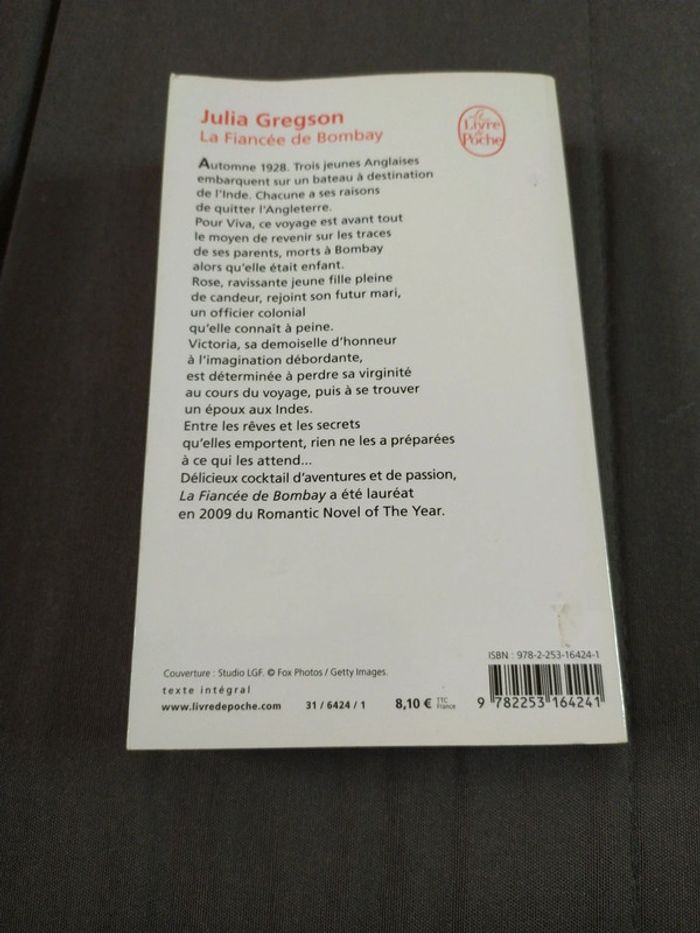 Julia Gregson
La Fiancée de Bombay
Le
Livre
de
Poche
Automne 1928. Trois jeunes Anglaises
embarquent sur un bateau à destination
de l'Inde. Chacune a ses raisons
de quitter l'Angleterre.
Pour Viva, ce voyage est avant tout
le moyen de revenir sur les traces
de ses parents, morts à Bombay
alors qu'elle était enfant.
Rose, ravissante jeune fille pleine
de candeur, rejoint son futur mari,
un officier colonial
qu'elle connaît à peine.
Victoria, sa demoiselle d'honneur
à l'imagination débordante,
est déterminée à perdre sa virginité
au cours du voyage, puis à se trouver
un époux aux Indes.
Entre les rêves et les secrets
qu'elles emportent, rien ne les a préparées
à ce qui les attend...
Délicieux cocktail d'aventures et de passion,
La Fiancée de Bombay a été lauréat
en 2009 du Romantic Novel of The Year.
ISBN : 978-2-253-16424-1
Couverture : Studio LGF. © Fox Photos / Getty Images.
texte intégral
www.livredepoche.com 31 / 6424 / 1 8,10 € TTC France
9 782253 164241